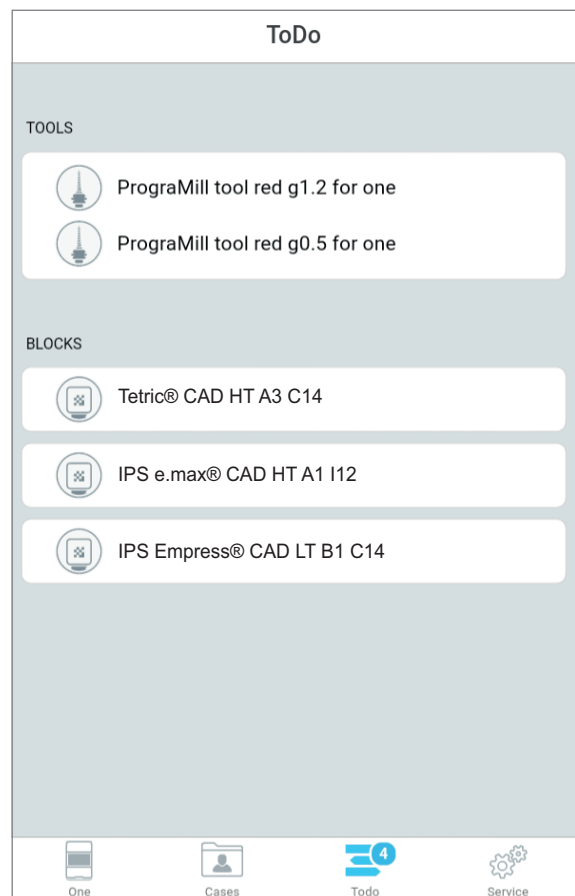 ToDo
TOOLS
PrograMill tool red g1.2 for one
PrograMill tool red g0.5 for one
BLOCKS
Tetric® CAD HT A3 C14
IPS e.max® CAD HT A1 I12
IPS Empress® CAD LT B1 C14
4
One Cases Todo Service